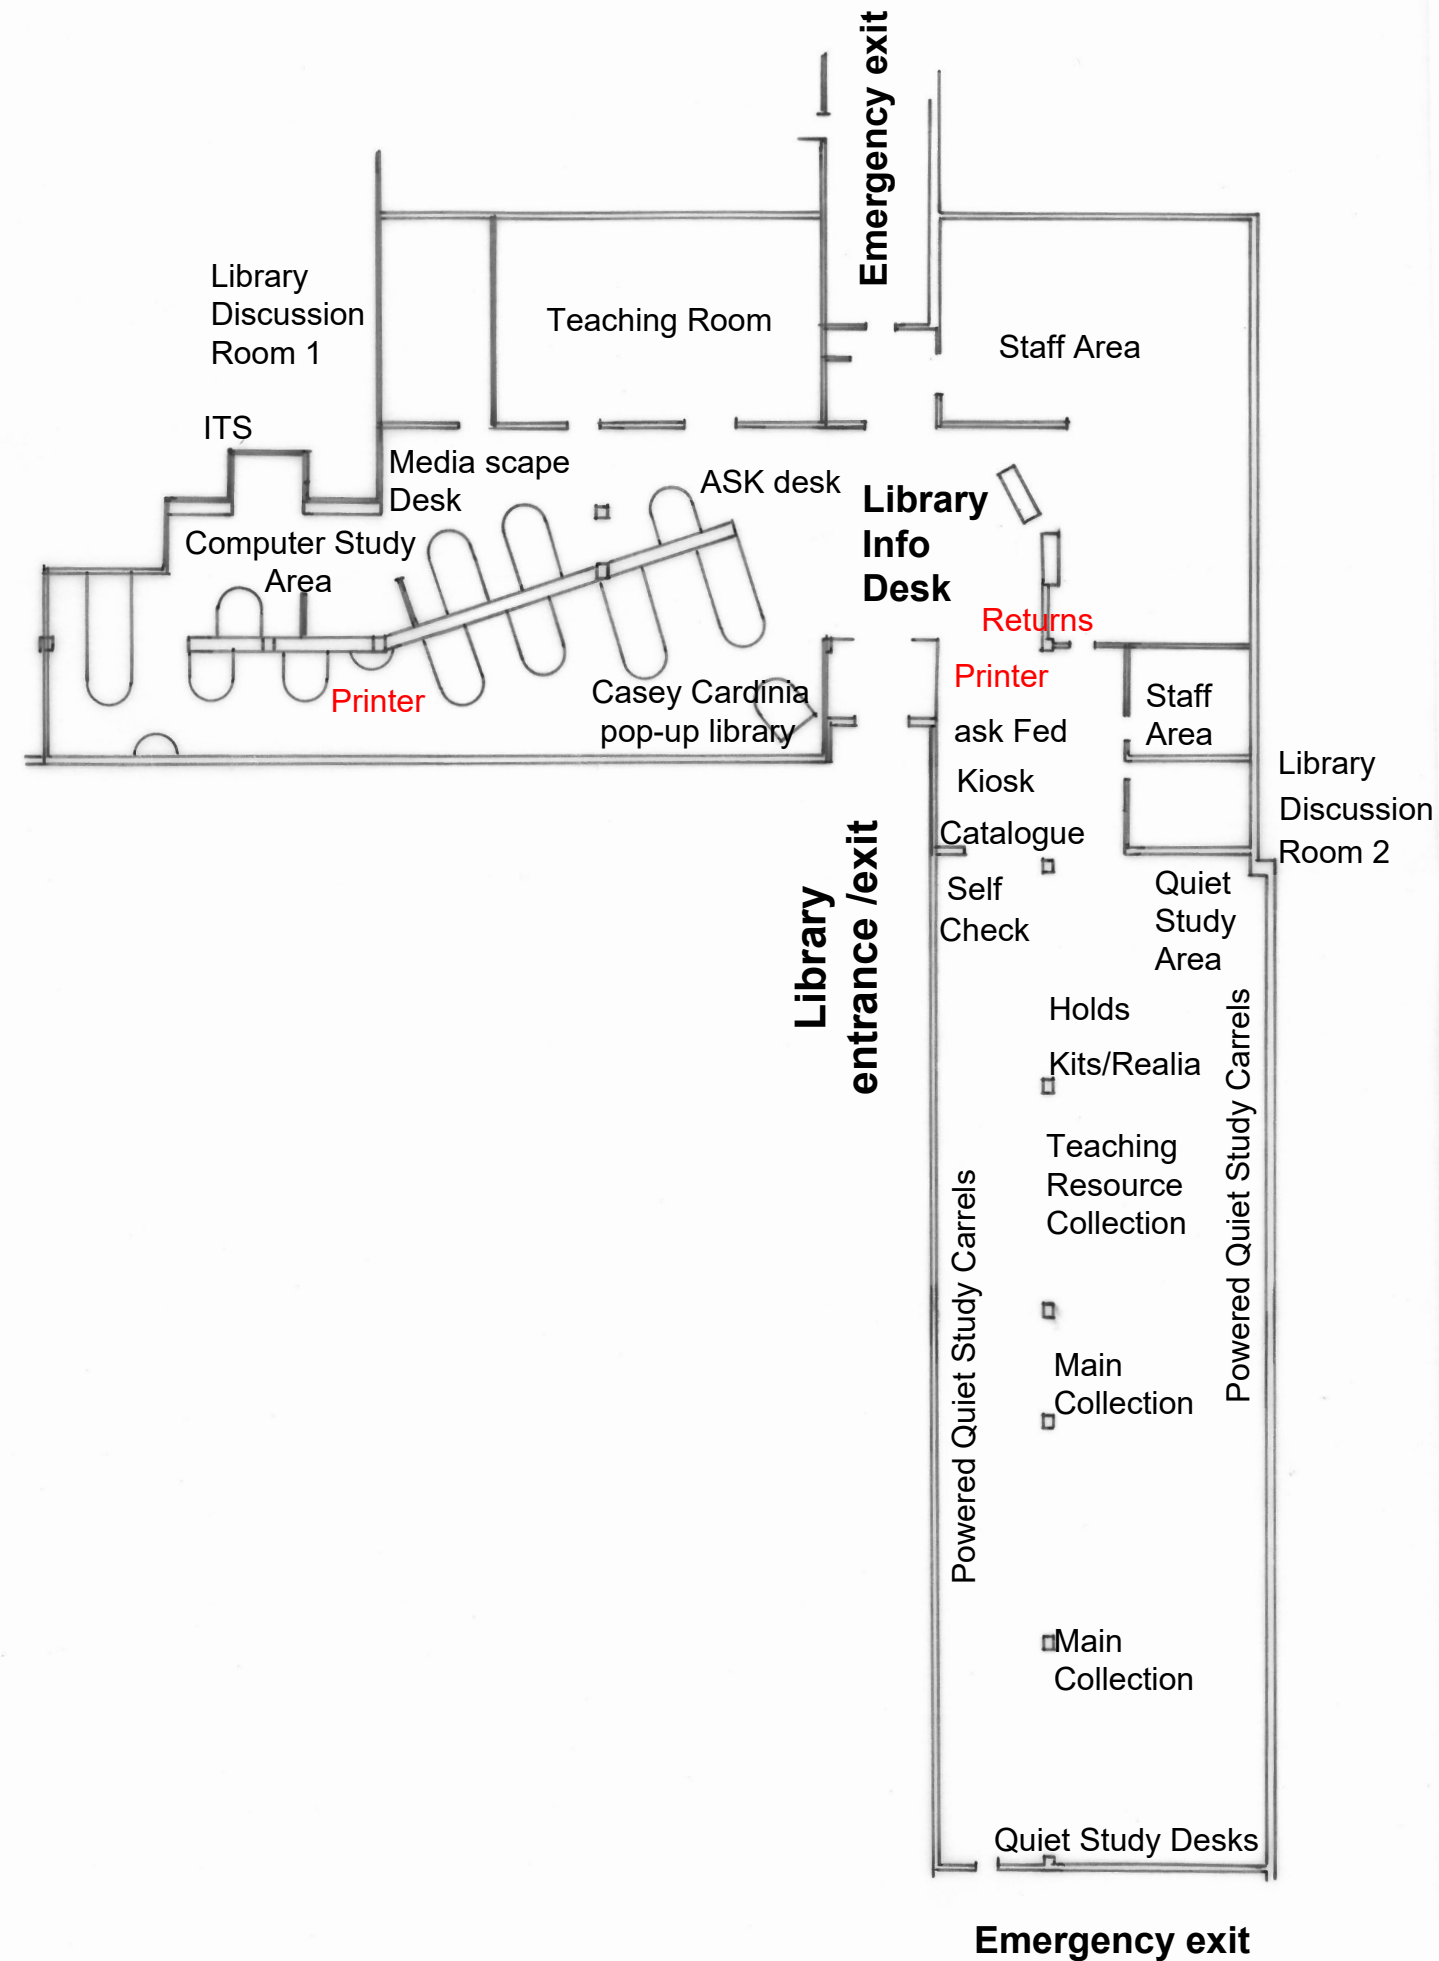 Emergency exit
Library
Discussion
Room 1
Teaching Room
Staff Area
ITS
Media scape
Desk
ASK desk
Library
Info
Desk
Computer Study
Area
Returns
Printer
Printer
Casey Cardinia
pop-up library
ask Fed
Kiosk
Catalogue
Self
Check
Staff
Area
Library
Discussion
Room 2
Library
entrance /exit
Quiet
Study
Area
Holds
Kits/Realia
Teaching
Resource
Collection
Powered Quiet Study Carrels
Powered Quiet Study Carrels
Main
Collection
Main
Collection
Quiet Study Desks
Emergency exit